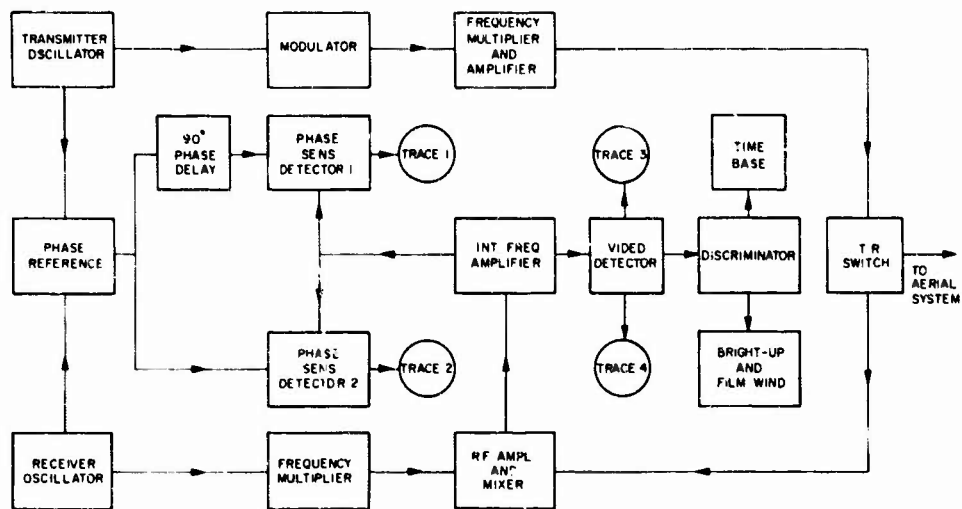 TRANSMITTER
OSCILLATOR
MODULATOR
FREQUENCY
MULTIPLIER
AND
AMPLIFIER
90°
PHASE
DELAY
PHASE
SENS
DETECTOR 1
TRACE 1
TRACE 3
TIME
BASE
PHASE
REFERENCE
INT FREQ
AMPLIFIER
VIDEO
DETECTOR
DISCRIMINATOR
T R
SWITCH
TO
AERIAL
SYSTEM
PHASE
SENS
DETECTOR 2
TRACE 2
TRACE 4
BRIGHT-UP
AND
FILM WIND
RECEIVER
OSCILLATOR
FREQUENCY
MULTIPLIER
RF AMPL
AND
MIXER